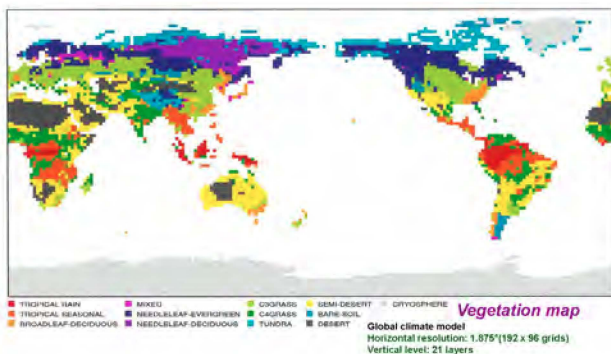 TROPICAL RAIN
TROPICAL SEASONAL
BROADLEAF-DECIDUOUS
MIXED
NEEDLELEAF-EVERGREEN
NEEDLELEAF-DECIDUOUS
C3GRASS
C4GRASS
TUNDRA
SEMI-DESERT
BARE-SOIL
DESERT
CRYOSPHERE
Vegetation map
Global climate model
Horizontal resolution: 1.875°(192 x 96 grids)
Vertical level: 21 layers